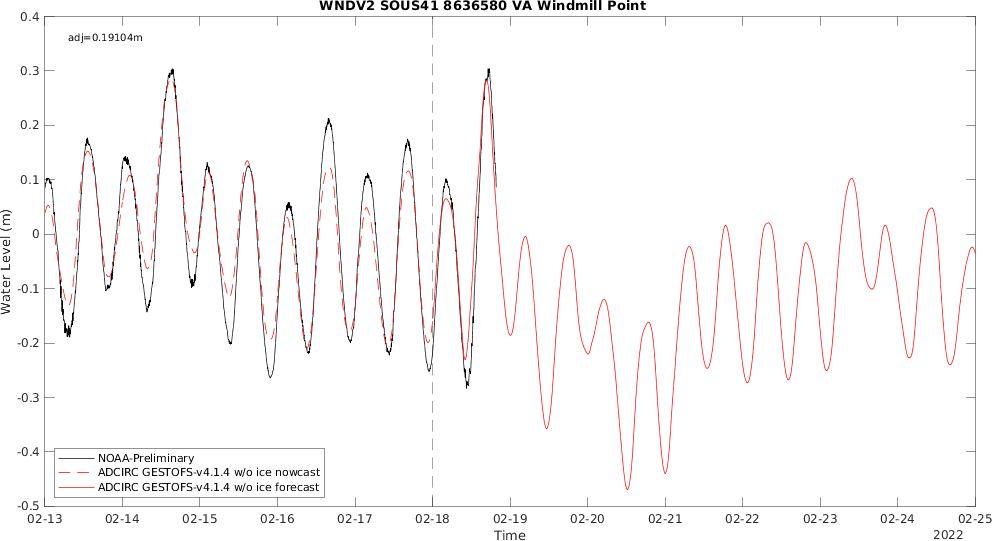 WNDV2 SOUS41 8636580 VA Windmill Point
adj=0.19104m
0.4
0.3
0.2
0.1
0
-0.1
-0.2
-0.3
-0.4
-0.5
Water Level (m)
NOAA-Preliminary
ADCIRC GESTOFS-v4.1.4 w/o ice nowcast
ADCIRC GESTOFS-v4.1.4 w/o ice forecast
02-13 02-14 02-15 02-16 02-17 02-18 02-19 02-20 02-21 02-22 02-23 02-24 02-25
Time
2022